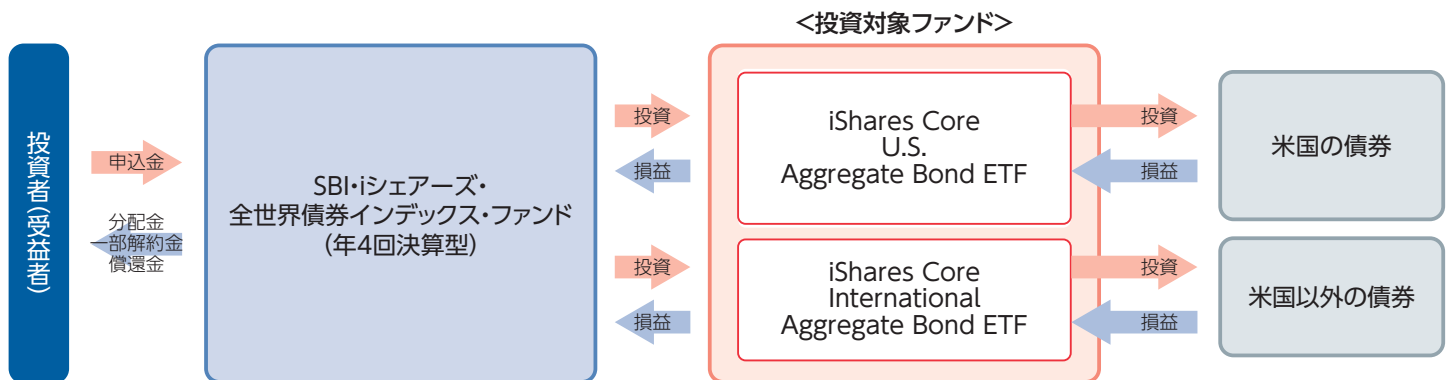 <投資対象ファンド>
投資者(受益者)
申込金
分配金
一部解約金
償還金
SBI・iシェアーズ・
全世界債券インデックス・ファンド
(年4回決算型)
投資
損益
投資
損益
iShares Core
U.S.
Aggregate Bond ETF
iShares Core
International
Aggregate Bond ETF
投資
損益
投資
損益
米国の債券
米国以外の債券